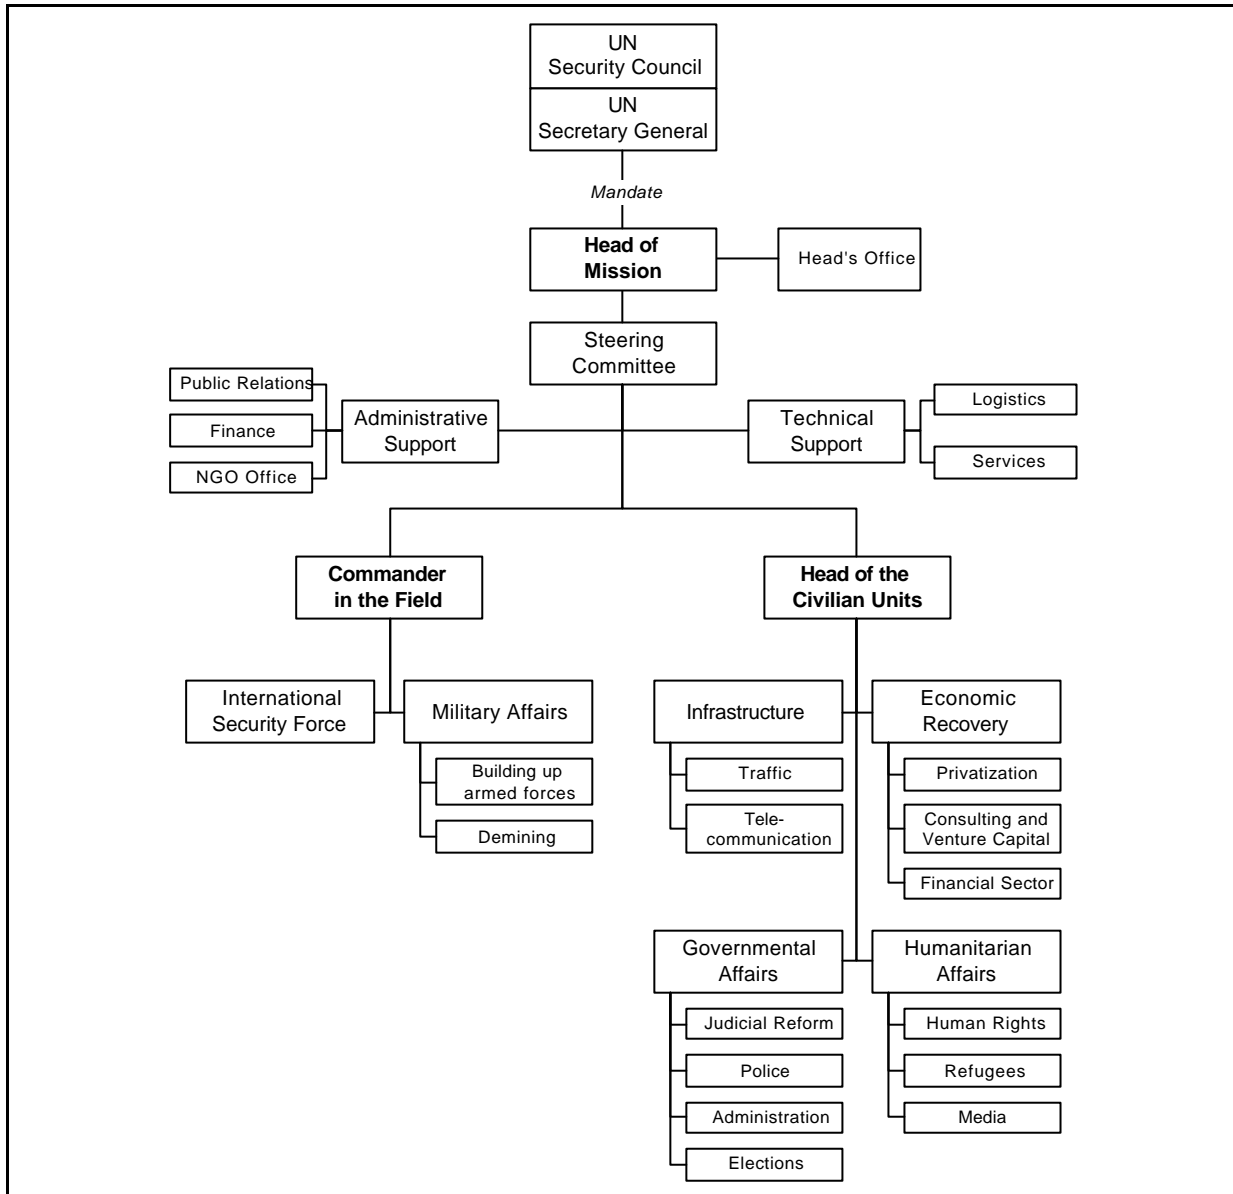 UN
Security Council
UN
Secretary General
Mandate
Head of
Mission
Head's Office
Steering
Committee
Public Relations
Finance
NGO Office
Administrative
Support
Technical
Support
Logistics
Services
Commander
in the Field
Head of the
Civilian Units
International
Security Force
Military Affairs
Building up
armed forces
Demining
Infrastructure
Traffic
Tele-
communication
Economic
Recovery
Privatization
Consulting and
Venture Capital
Financial Sector
Governmental
Affairs
Judicial Reform
Police
Administration
Elections
Humanitarian
Affairs
Human Rights
Refugees
Media